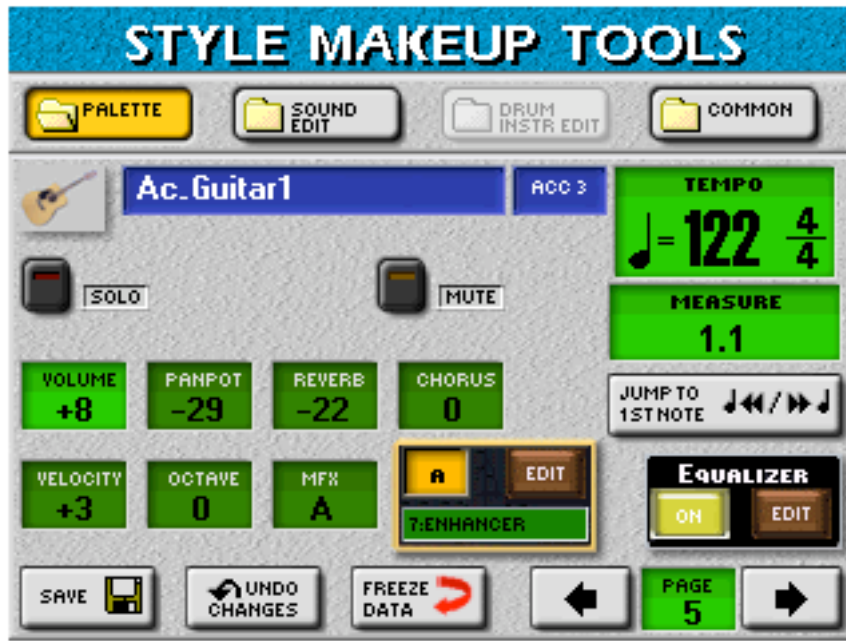 STYLE MAKEUP TOOLS
PALETTE
SOUND
EDIT
DRUM
INSTR EDIT
COMMON
Ac.Guitar1
ACC 3
TEMPO
= 122 4/4
SOLO
MUTE
MEASURE
1.1
VOLUME
+8
PANPOT
-29
REVERB
-22
CHORUS
0
JUMP TO
1ST NOTE
/
VELOCITY
+3
OCTAVE
0
MFX
A
A
EDIT
7:ENHANCER
EQUALIZER
ON
EDIT
SAVE
UNDO
CHANGES
FREEZE
DATA
PAGE
5